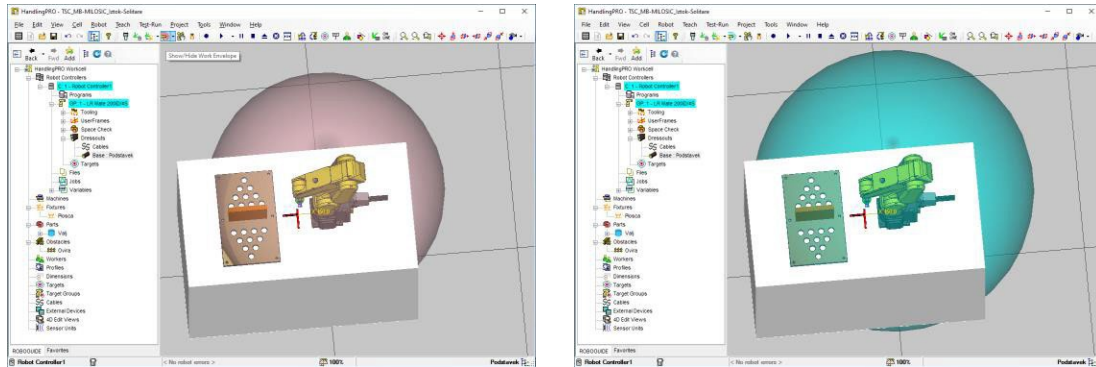 HandlingPRO - TSC_MB-MILOSIC_Izrok-Solitare
File Edit View Cell Robot Teach Test-Run Project Tools Window Help
Back Fwd Add
Show/Hide Work Envelope
HandlingPRO Workcell
Robot Controllers
C: 1 - Robot Controller1
Programs
GP: 1 - LR Mate 200iD/4S
Tooling
UserFrames
Space Check
Dressouts
Cables
Base : Podstavek
Targets
Files
Jobs
Variables
Machines
Fixtures
Plosca
Parts
Valj
Obstacles
Ovira
Workers
Profiles
Dimensions
Targets
Target Groups
Cables
External Devices
4D Edit Views
Sensor Units
ROBOGUIDE Favorites
Robot Controller1 < No robot errors > 100% Podstavek
HandlingPRO - TSC_MB-MILOSIC_Izrok-Solitare
File Edit View Cell Robot Teach Test-Run Project Tools Window Help
Back Fwd Add
HandlingPRO Workcell
Robot Controllers
C: 1 - Robot Controller1
Programs
GP: 1 - LR Mate 200iD/4S
Tooling
UserFrames
Space Check
Dressouts
Cables
Base : Podstavek
Targets
Files
Jobs
Variables
Machines
Fixtures
Plosca
Parts
Valj
Obstacles
Ovira
Workers
Profiles
Dimensions
Targets
Target Groups
Cables
External Devices
4D Edit Views
Sensor Units
ROBOGUIDE Favorites
Robot Controller1 < No robot errors > 100% Podstavek